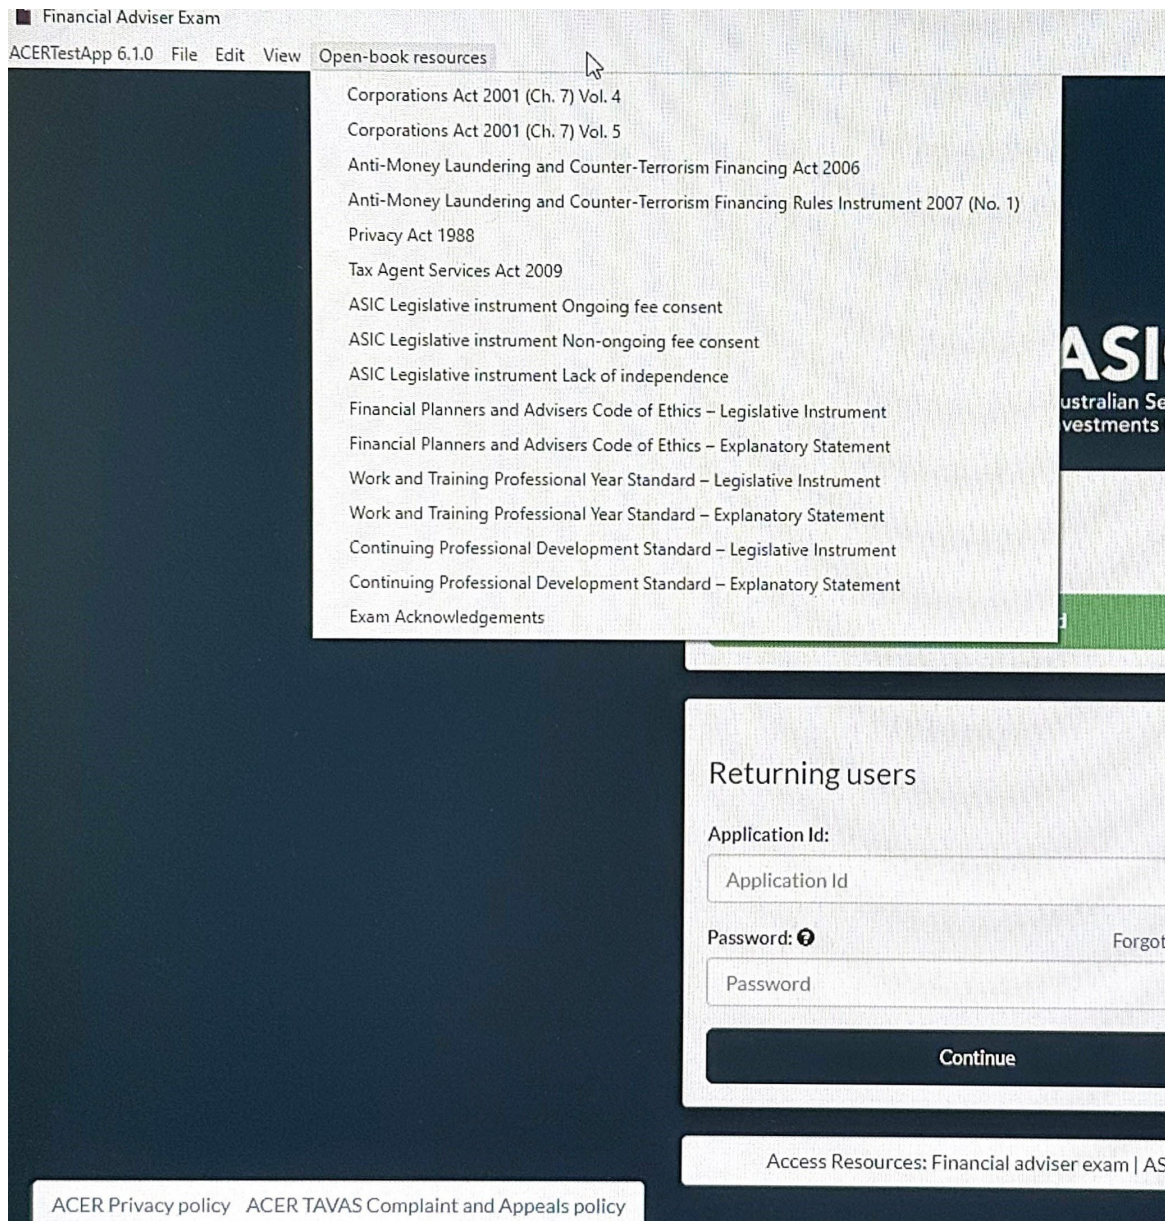 Financial Adviser Exam
ACERTestApp 6.1.0 File Edit View Open-book resources
Corporations Act 2001 (Ch. 7) Vol. 4
Corporations Act 2001 (Ch. 7) Vol. 5
Anti-Money Laundering and Counter-Terrorism Financing Act 2006
Anti-Money Laundering and Counter-Terrorism Financing Rules Instrument 2007 (No. 1)
Privacy Act 1988
Tax Agent Services Act 2009
ASIC Legislative instrument Ongoing fee consent
ASIC Legislative instrument Non-ongoing fee consent
ASIC Legislative instrument Lack of independence
Financial Planners and Advisers Code of Ethics – Legislative Instrument
Financial Planners and Advisers Code of Ethics – Explanatory Statement
Work and Training Professional Year Standard – Legislative Instrument
Work and Training Professional Year Standard – Explanatory Statement
Continuing Professional Development Standard – Legislative Instrument
Continuing Professional Development Standard – Explanatory Statement
Exam Acknowledgements
ASIC
ustralian Se
vestments
d
Returning users
Application Id:
Application Id
Password: Forgot
Password
Continue
Access Resources: Financial adviser exam | AS
ACER Privacy policy ACER TAVAS Complaint and Appeals policy